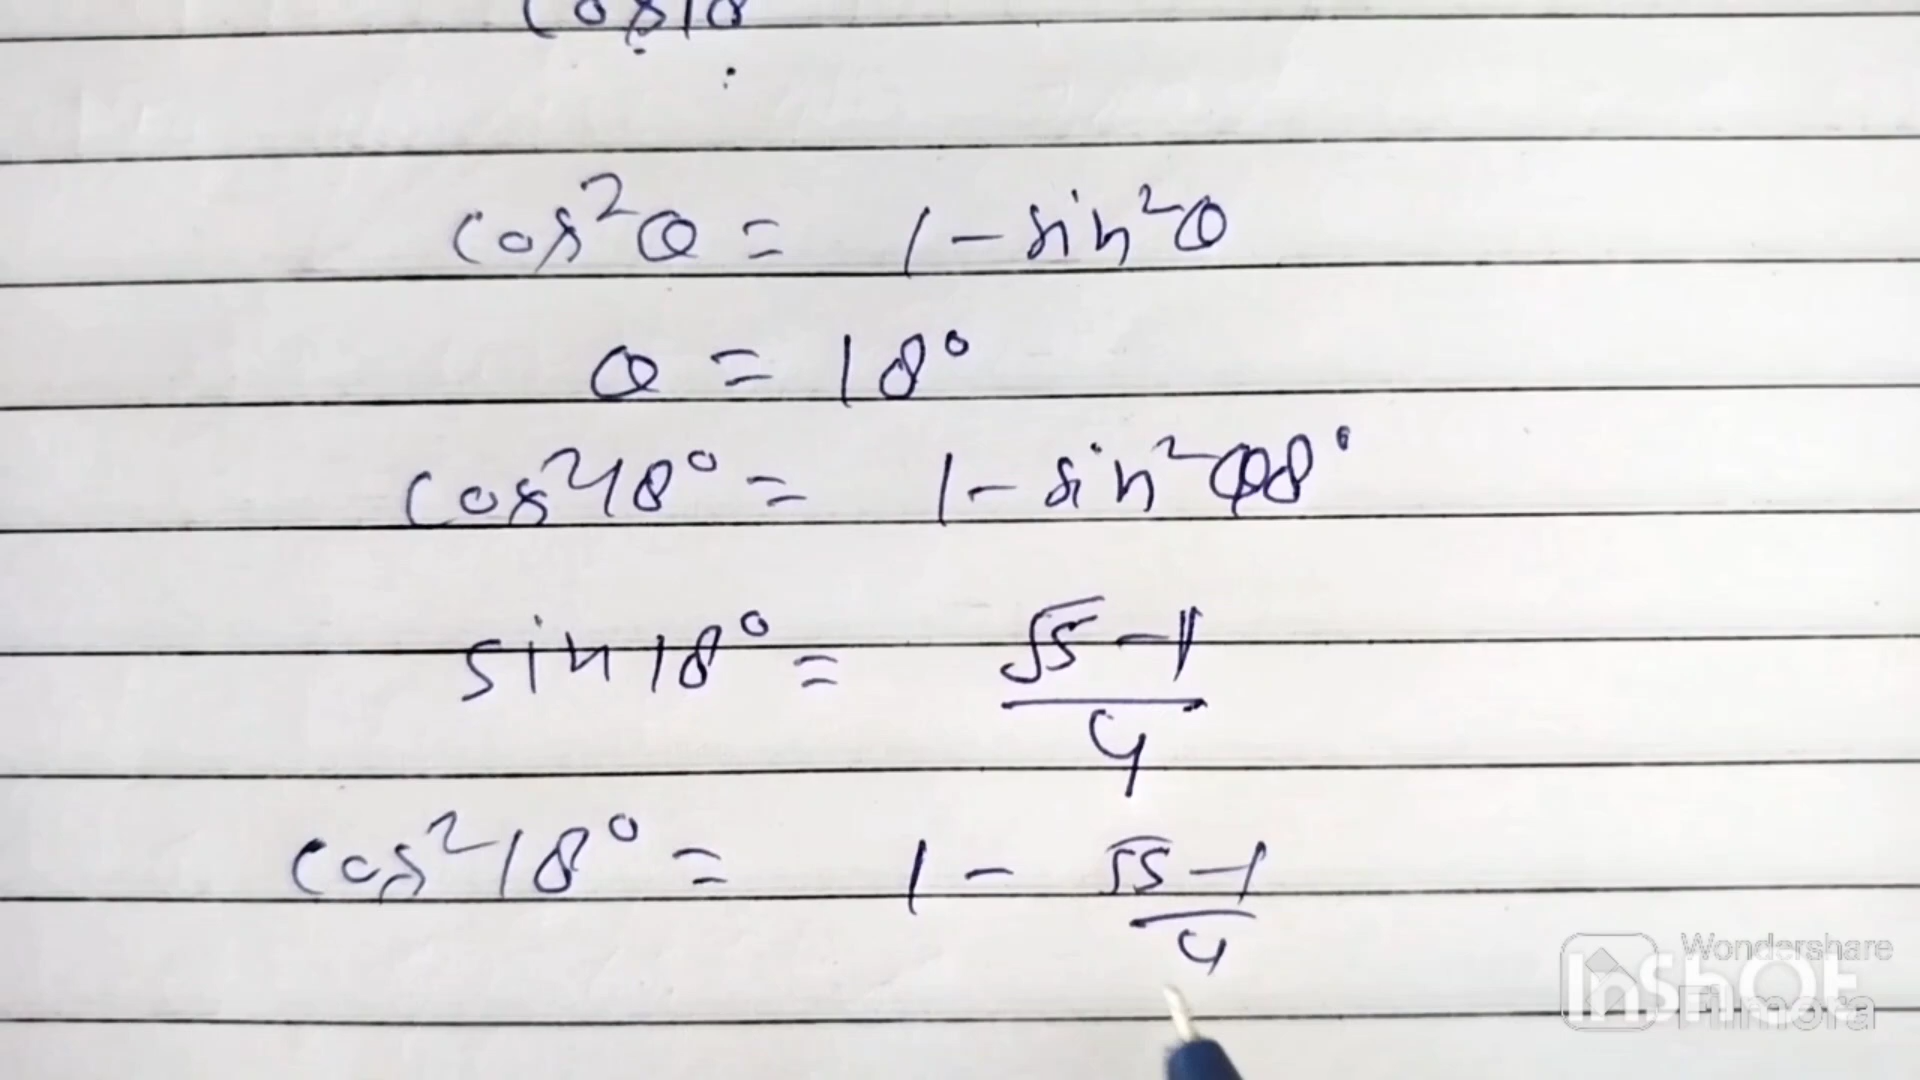 cos18
cos²θ = 1 - sin²θ
θ = 18°
cos²18° = 1 - sin²18°
sin18° = √5 - 1 / 4
cos²18° = 1 - √5 - 1 / 4
Wondershare
InShOt
Filmora